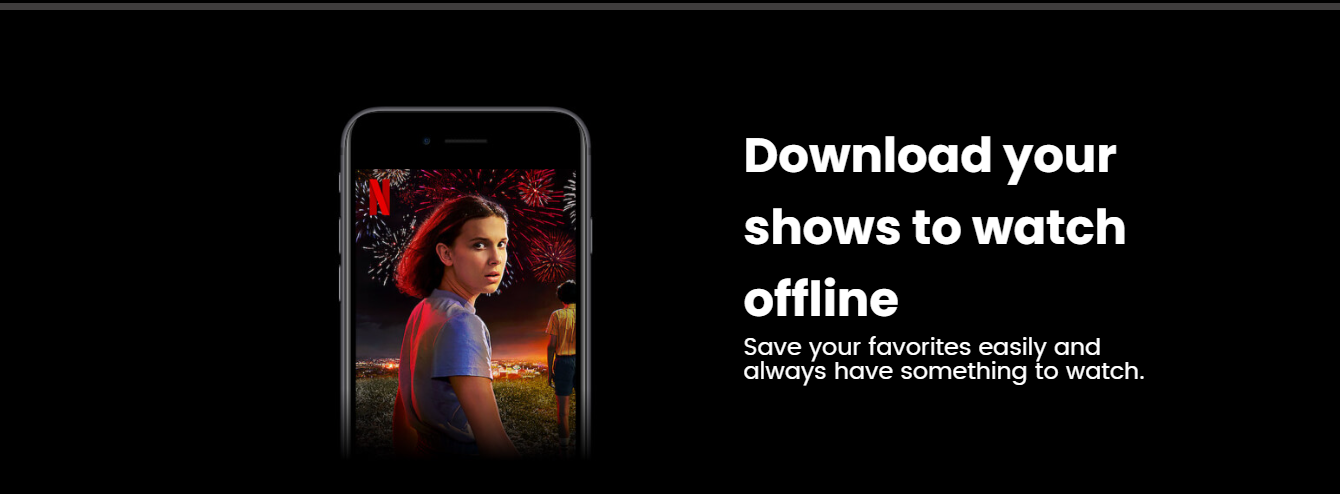 N
Download your
shows to watch
offline
Save your favorites easily and
always have something to watch.